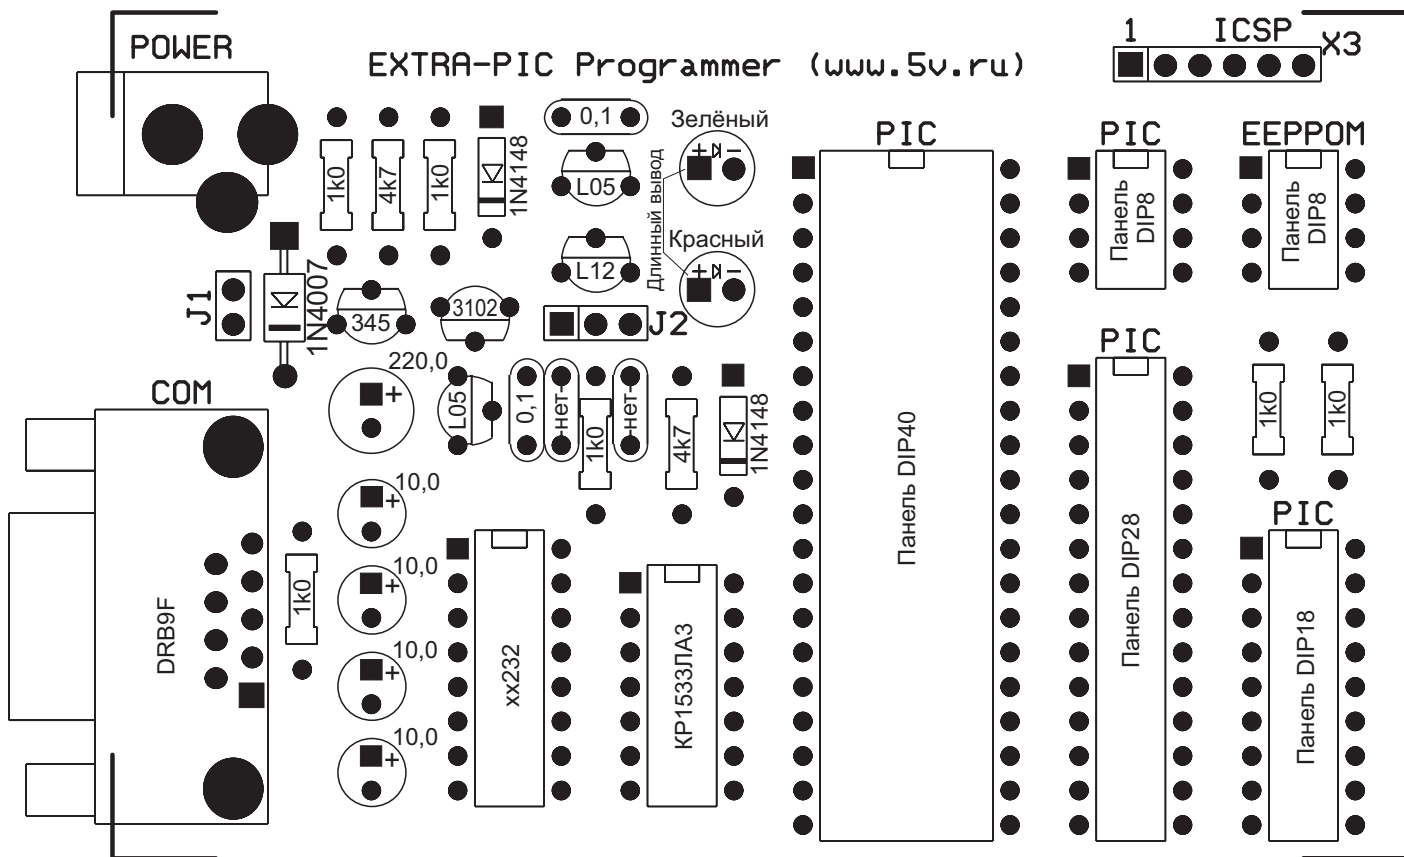 POWER
EXTRA-PIC Programmer (www.5v.ru)
1
ICSP
X3
1k0
4k7
1k0
1N4148
0,1
L05
L12
Зелёный
+
-
Длинный вывод
Красный
+
-
PIC
Панель DIP40
PIC
Панель
DIP8
EEPPOM
Панель
DIP8
J1
1N4007
345
3102
J2
COM
DRB9F
220,0
+
L05
0,1
-нет-
1k0
-нет-
4k7
1N4148
10,0
+
10,0
+
10,0
+
10,0
+
1k0
xx232
КР1533ЛА3
PIC
Панель DIP28
1k0
1k0
PIC
Панель DIP18